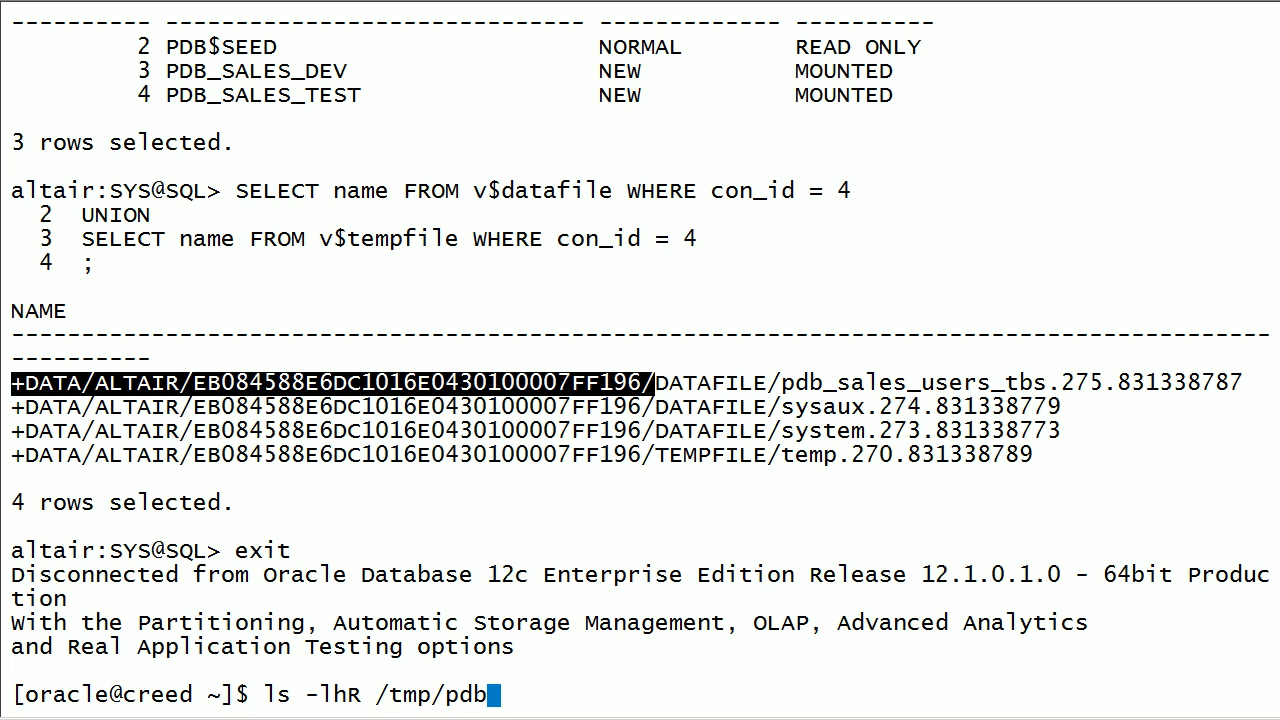 ---------- ------------------------------ ------------- ----------
         2 PDB$SEED                       NORMAL        READ ONLY
         3 PDB_SALES_DEV                  NEW           MOUNTED
         4 PDB_SALES_TEST                 NEW           MOUNTED

3 rows selected.

altair:SYS@SQL> SELECT name FROM v$datafile WHERE con_id = 4
  2  UNION
  3  SELECT name FROM v$tempfile WHERE con_id = 4
  4  ;

NAME
------------------------------------------------------------------------------------------
----------
+DATA/ALTAIR/EB084588E6DC1016E0430100007FF196/DATAFILE/pdb_sales_users_tbs.275.831338787
+DATA/ALTAIR/EB084588E6DC1016E0430100007FF196/DATAFILE/sysaux.274.831338779
+DATA/ALTAIR/EB084588E6DC1016E0430100007FF196/DATAFILE/system.273.831338773
+DATA/ALTAIR/EB084588E6DC1016E0430100007FF196/TEMPFILE/temp.270.831338789

4 rows selected.

altair:SYS@SQL> exit
Disconnected from Oracle Database 12c Enterprise Edition Release 12.1.0.1.0 - 64bit Produc
tion
With the Partitioning, Automatic Storage Management, OLAP, Advanced Analytics
and Real Application Testing options

[oracle@creed ~]$ ls -lhR /tmp/pdb